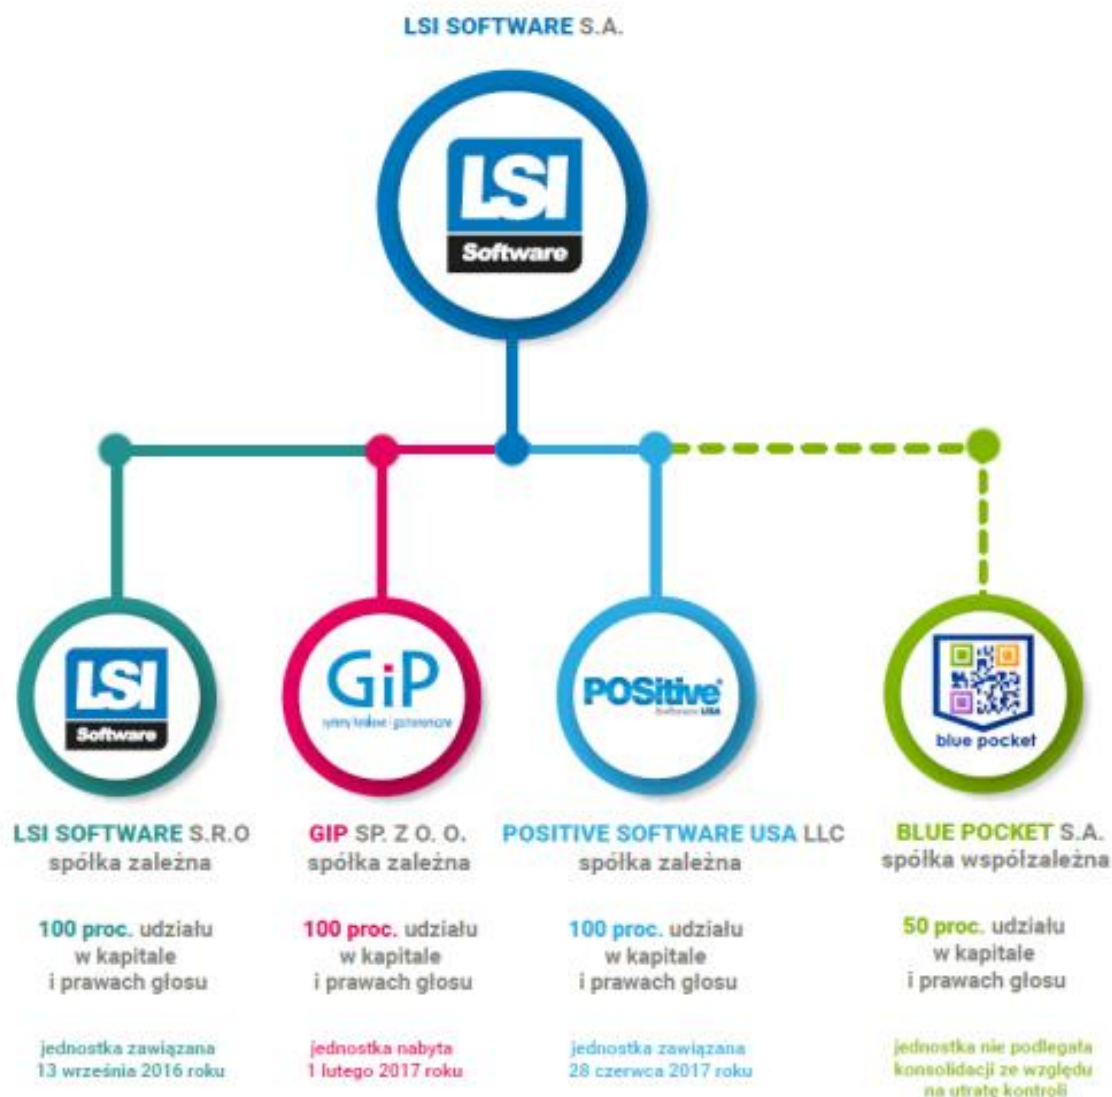 LSI SOFTWARE S.A.
LSI
Software
LSI
Software
GiP
POSitive®
Software USA
blue pocket
LSI SOFTWARE S.R.O
spółka zależna
100 proc. udziału
w kapitale
i prawach głosu
jednostka zawiązana
13 września 2016 roku
GIP SP. Z O. O.
spółka zależna
100 proc. udziału
w kapitale
i prawach głosu
jednostka nabyta
1 lutego 2017 roku
POSITIVE SOFTWARE USA LLC
spółka zależna
100 proc. udziału
w kapitale
i prawach głosu
jednostka zawiązana
28 czerwca 2017 roku
BLUE POCKET S.A.
spółka współzależna
50 proc. udziału
w kapitale
i prawach głosu
jednostka nie podlegała
konsolidacji ze względu
na utratę kontroli